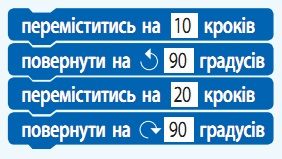 переміститись на 10 кроків
повернути на ↺ 90 градусів
переміститись на 20 кроків
повернути на ↻ 90 градусів